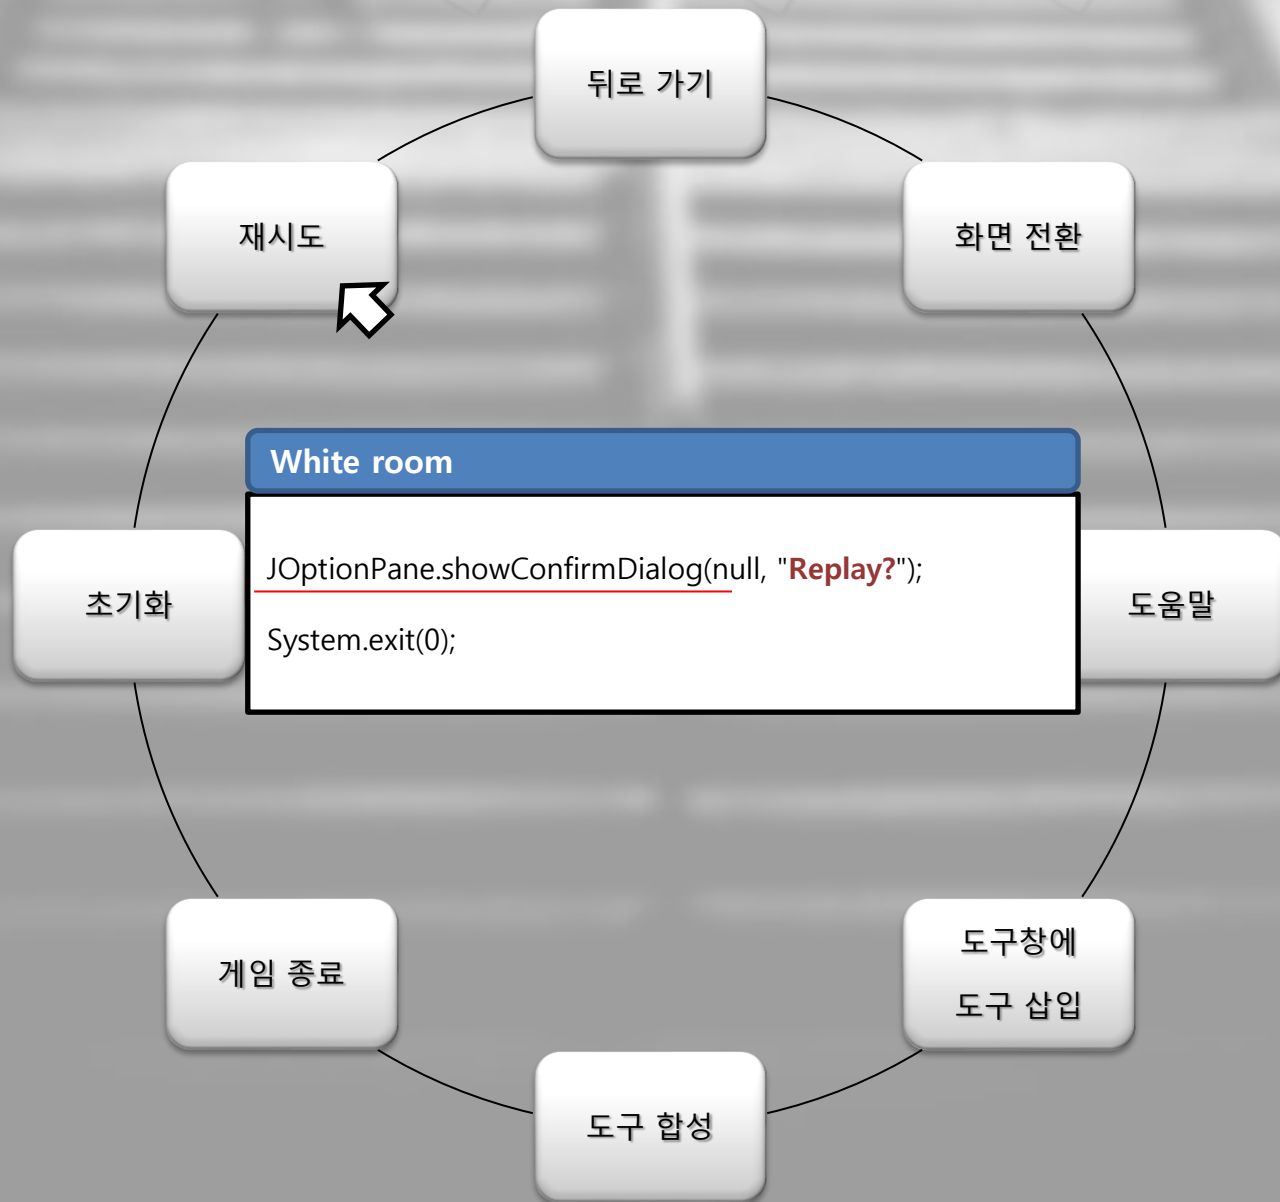 뒤로 가기
재시도
화면 전환
White room
JOptionPane.showConfirmDialog(null, "Replay?");
System.exit(0);
초기화
도움말
게임 종료
도구창에
도구 삽입
도구 합성